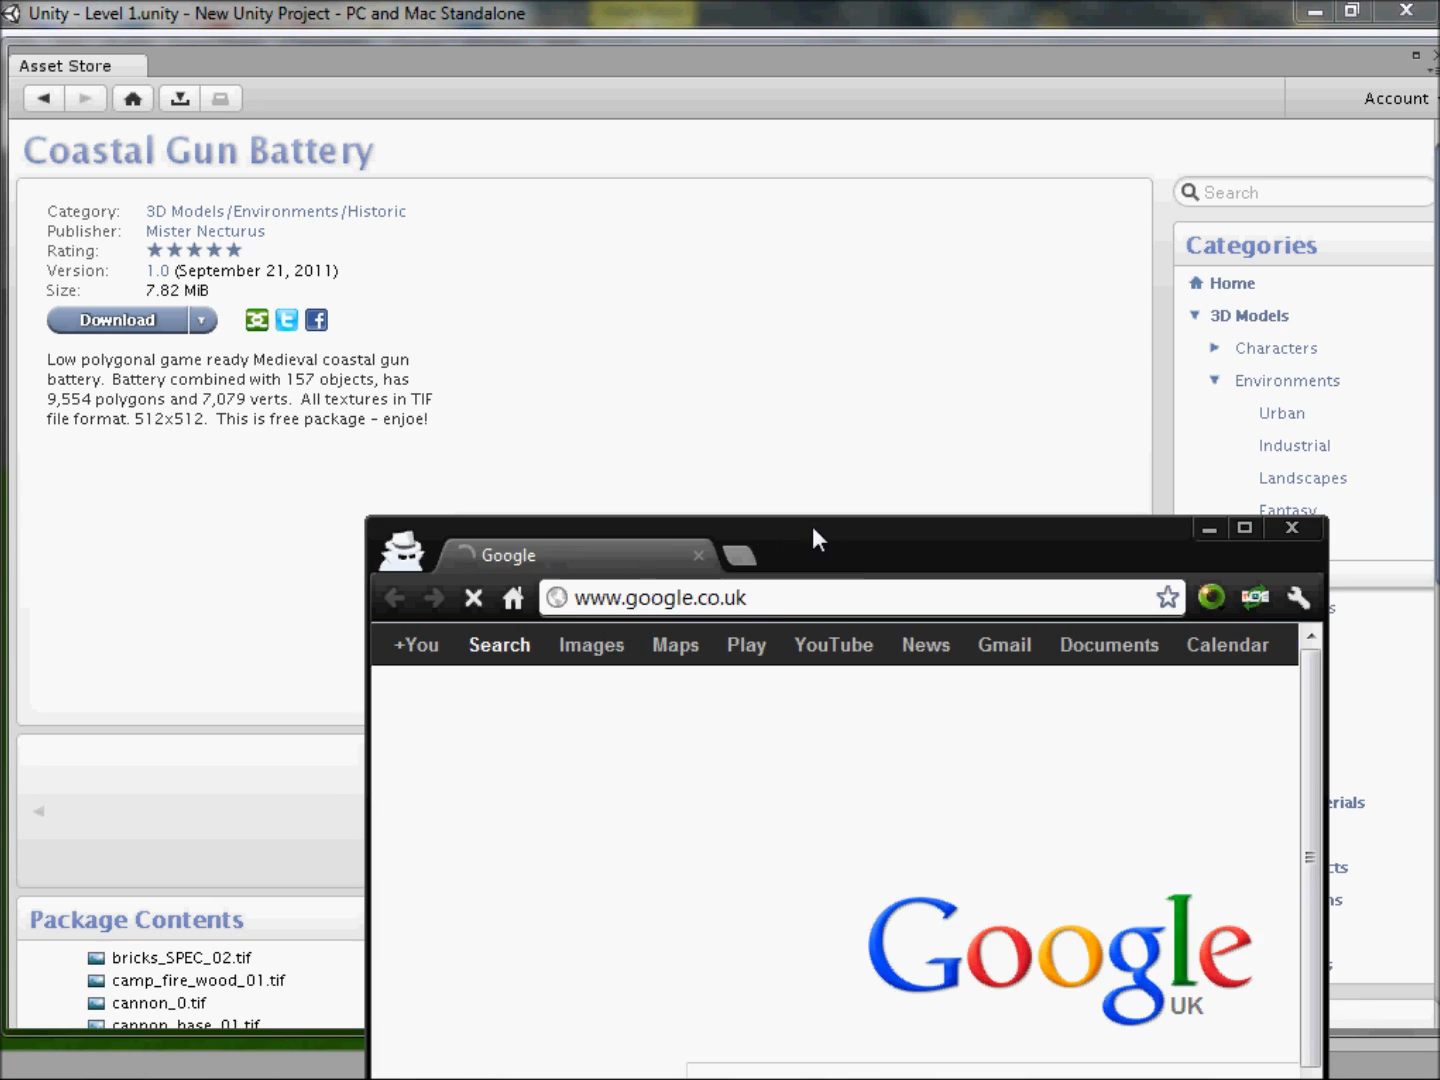 Unity - Level 1.unity - New Unity Project - PC and Mac Standalone
Asset Store
Account
Coastal Gun Battery
Category: 3D Models/Environments/Historic
Publisher: Mister Necturus
Rating:
Version: 1.0 (September 21, 2011)
Size: 7.82 MiB
Download
Low polygonal game ready Medieval coastal gun
battery. Battery combined with 157 objects, has
9,554 polygons and 7,079 verts. All textures in TIF
file format. 512x512. This is free package - enjoe!
Search
Categories
Home
3D Models
Characters
Environments
Urban
Industrial
Landscapes
Fantasy
Google
www.google.co.uk
+You Search Images Maps Play YouTube News Gmail Documents Calendar
Google
UK
Package Contents
bricks_SPEC_02.tif
camp_fire_wood_01.tif
cannon_0.tif
cannon_base_01.tif